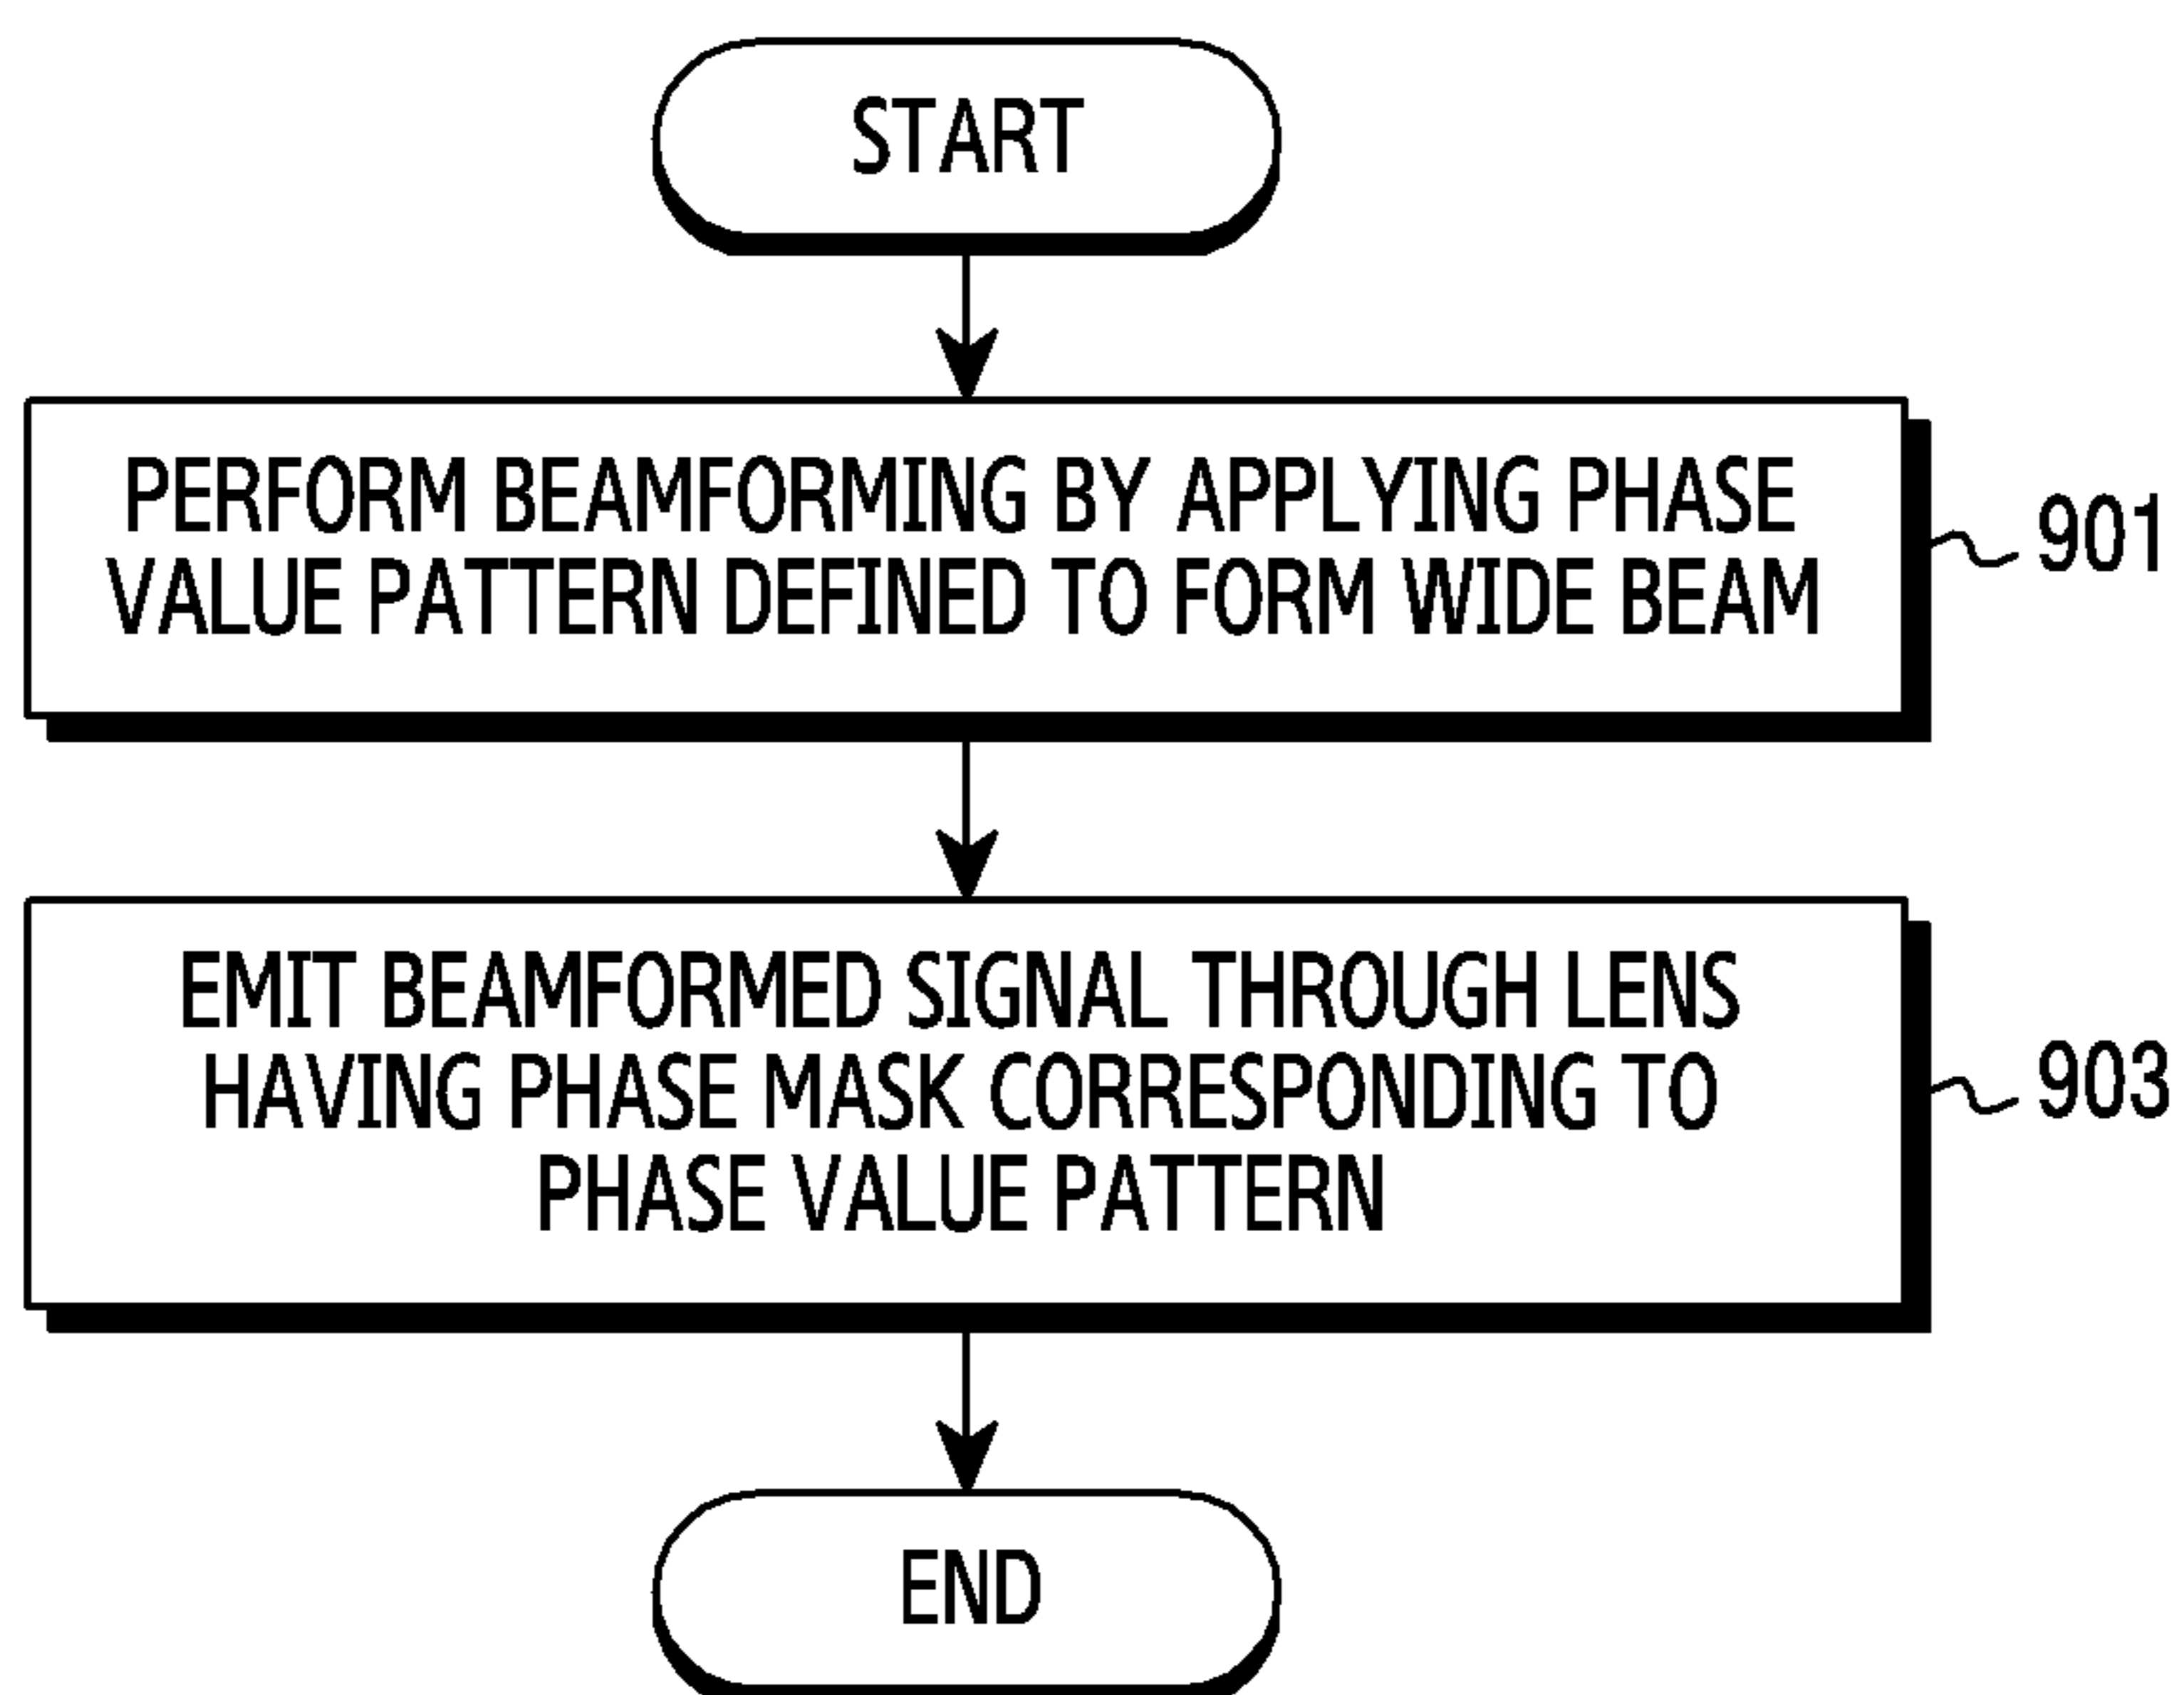 START
PERFORM BEAMFORMING BY APPLYING PHASE
VALUE PATTERN DEFINED TO FORM WIDE BEAM
901
EMIT BEAMFORMED SIGNAL THROUGH LENS
HAVING PHASE MASK CORRESPONDING TO
PHASE VALUE PATTERN
903
END